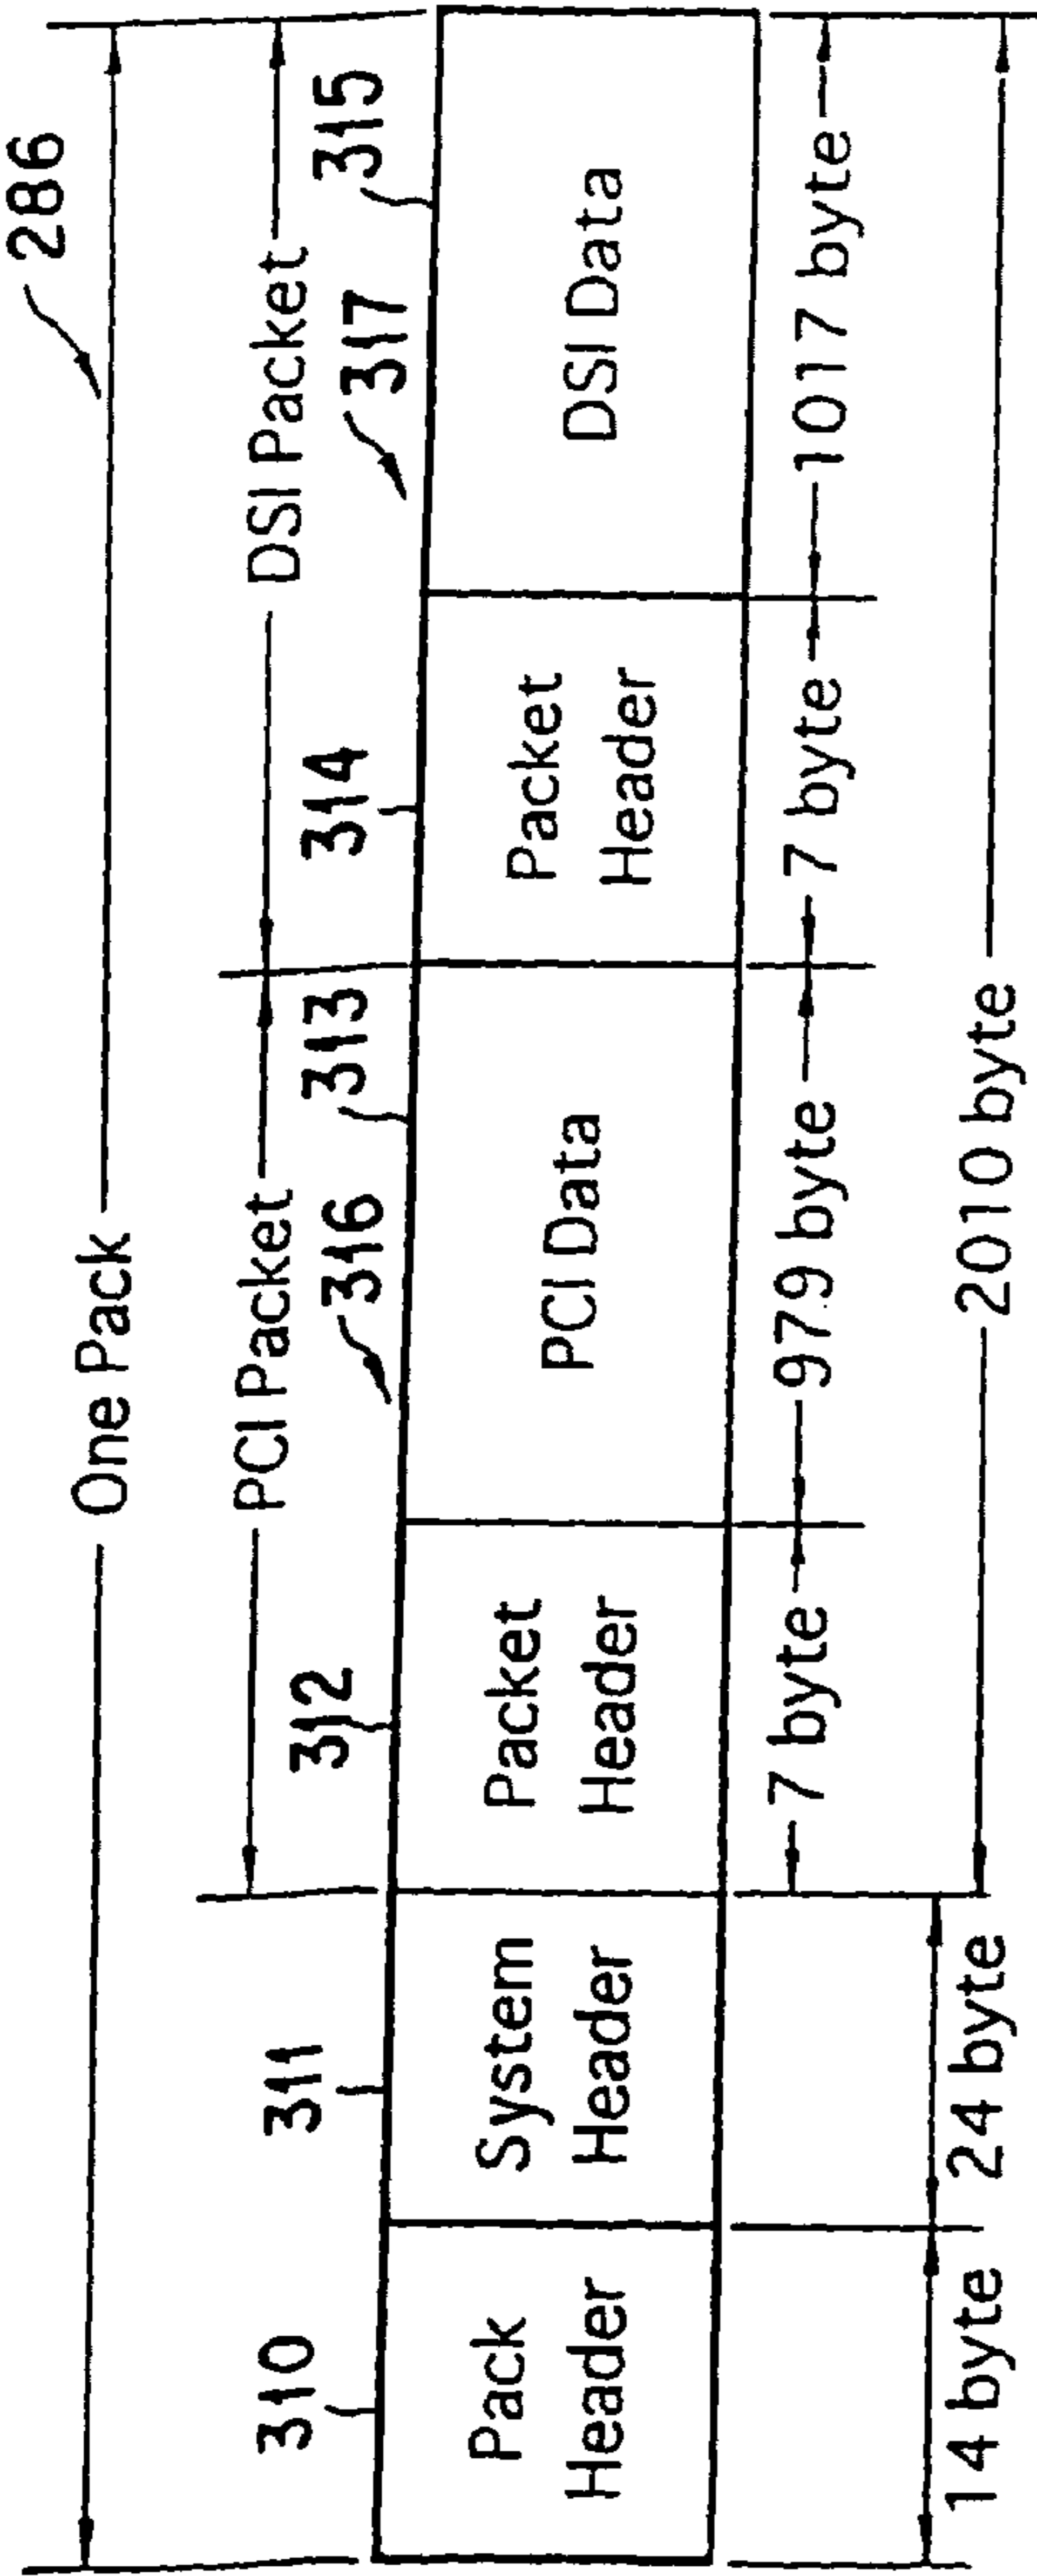 286
One Pack
PCI Packet
DSI Packet
310
311
312
316
313
314
317
315
Pack
Header
System
Header
Packet
Header
PCI Data
Packet
Header
DSI Data
7 byte
979 byte
7 byte
1017 byte
14 byte
24 byte
2010 byte